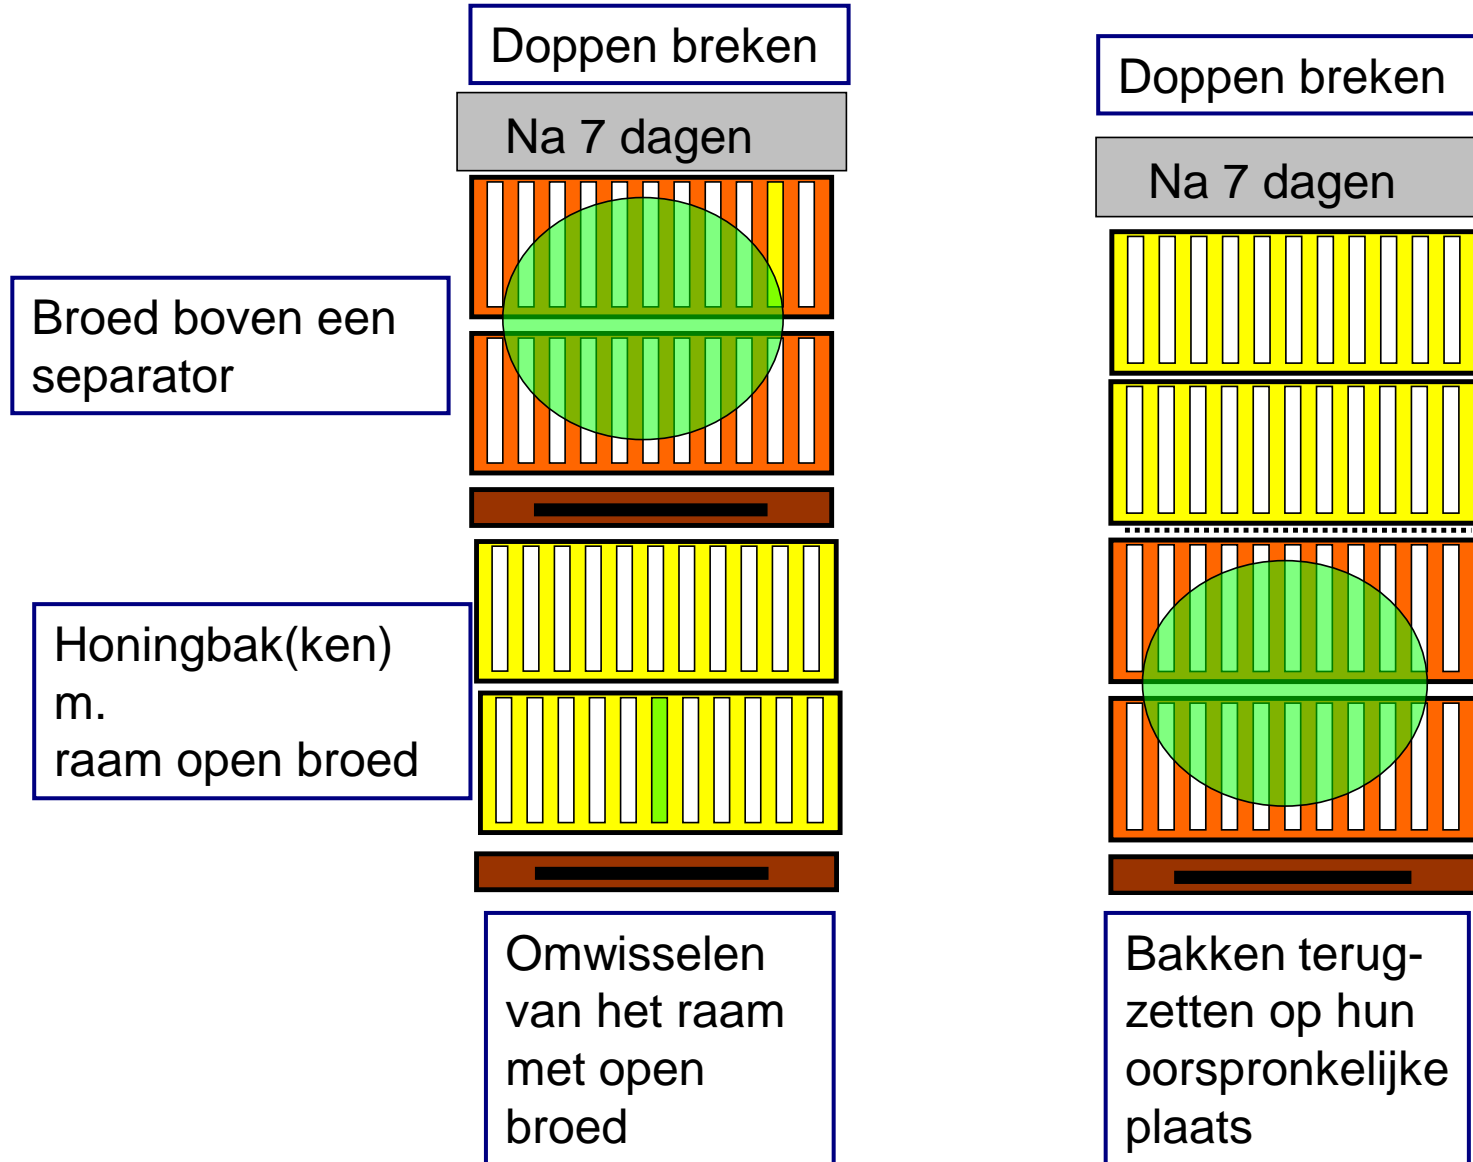 Doppen breken
Na 7 dagen
Broed boven een
separator
Honingbak(ken)
m.
raam open broed
Omwisselen
van het raam
met open
broed
Doppen breken
Na 7 dagen
Bakken terug-
zetten op hun
oorspronkelijke
plaats